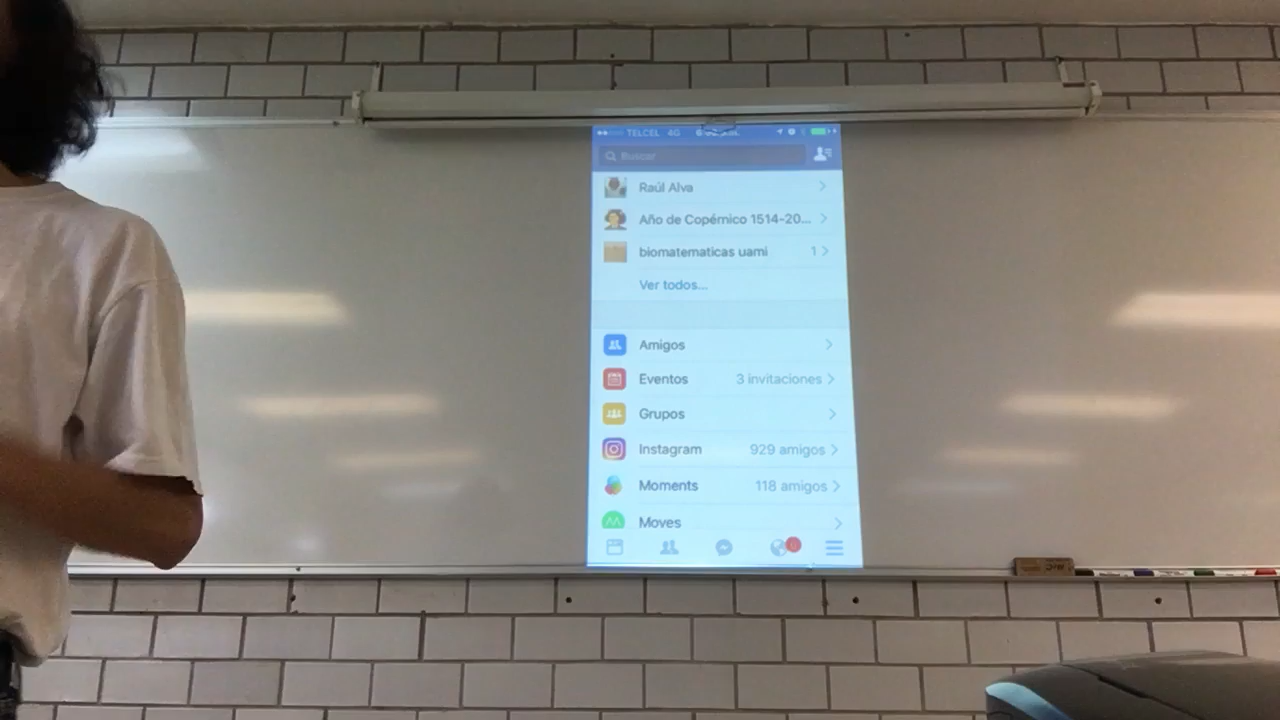 TELCEL 4G
Buscar
Raúl Alva
Año de Copérnico 1514-20...
biomatematicas uami 1
Ver todos...
Amigos
Eventos 3 invitaciones
Grupos
Instagram 929 amigos
Moments 118 amigos
Moves